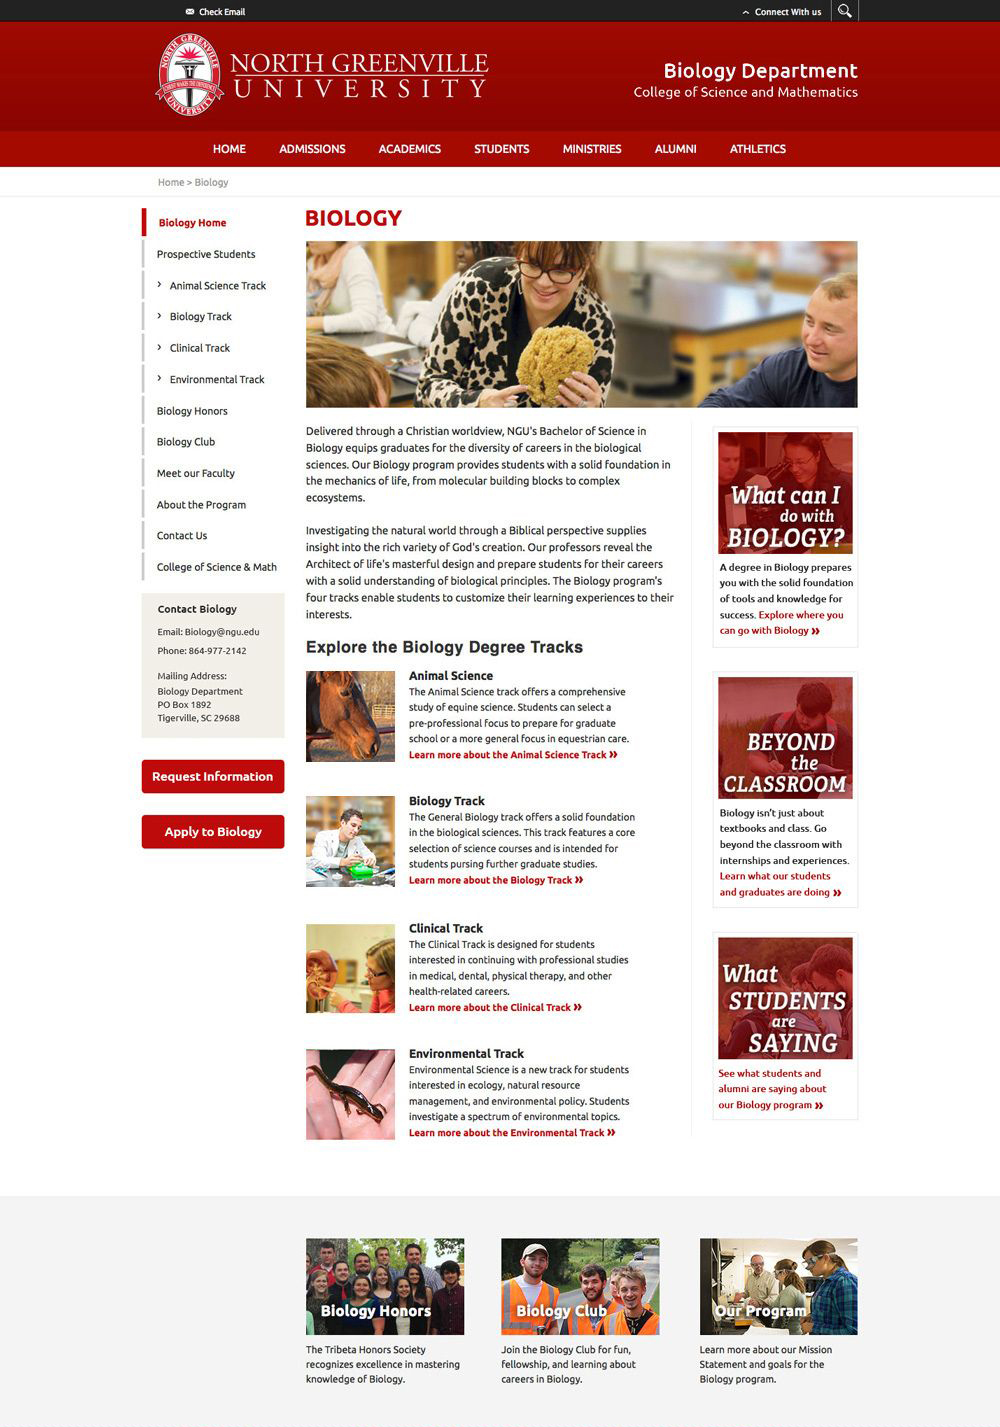 Check Email
Connect With us
NORTH GREENVILLE
UNIVERSITY
NORTH GREENVILLE
CHRIST MAKES THE DIFFERENCE
UNIVERSITY
Biology Department
College of Science and Mathematics
HOME ADMISSIONS ACADEMICS STUDENTS MINISTRIES ALUMNI ATHLETICS
Home > Biology
Biology Home
Prospective Students
› Animal Science Track
› Biology Track
› Clinical Track
› Environmental Track
Biology Honors
Biology Club
Meet our Faculty
About the Program
Contact Us
College of Science & Math
Contact Biology
Email: Biology@ngu.edu
Phone: 864-977-2142
Mailing Address:
Biology Department
PO Box 1892
Tigerville, SC 29688
Request Information
Apply to Biology
BIOLOGY
Delivered through a Christian worldview, NGU's Bachelor of Science in
Biology equips graduates for the diversity of careers in the biological
sciences. Our Biology program provides students with a solid foundation in
the mechanics of life, from molecular building blocks to complex
ecosystems.
Investigating the natural world through a Biblical perspective supplies
insight into the rich variety of God's creation. Our professors reveal the
Architect of life's masterful design and prepare students for their careers
with a solid understanding of biological principles. The Biology program's
four tracks enable students to customize their learning experiences to their
interests.
Explore the Biology Degree Tracks
Animal Science
The Animal Science track offers a comprehensive
study of equine science. Students can select a
pre-professional focus to prepare for graduate
school or a more general focus in equestrian care.
Learn more about the Animal Science Track »
Biology Track
The General Biology track offers a solid foundation
in the biological sciences. This track features a core
selection of science courses and is intended for
students pursing further graduate studies.
Learn more about the Biology Track »
Clinical Track
The Clinical Track is designed for students
interested in continuing with professional studies
in medical, dental, physical therapy, and other
health-related careers.
Learn more about the Clinical Track »
Environmental Track
Environmental Science is a new track for students
interested in ecology, natural resource
management, and environmental policy. Students
investigate a spectrum of environmental topics.
Learn more about the Environmental Track »
What can I
do with
BIOLOGY?
A degree in Biology prepares
you with the solid foundation
of tools and knowledge for
success. Explore where you
can go with Biology »
BEYOND
the
CLASSROOM
Biology isn't just about
textbooks and class. Go
beyond the classroom with
internships and experiences.
Learn what our students
and graduates are doing »
What
STUDENTS
are
SAYING
See what students and
alumni are saying about
our Biology program »
Biology Honors
The Tribeta Honors Society
recognizes excellence in mastering
knowledge of Biology.
Biology Club
Join the Biology Club for fun,
fellowship, and learning about
careers in Biology.
Our Program
Learn more about our Mission
Statement and goals for the
Biology program.